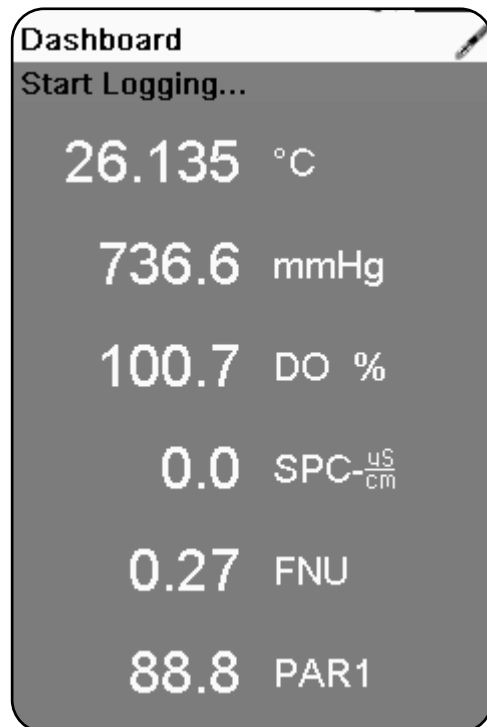 Dashboard
Start Logging...
26.135 °C
736.6 mmHg
100.7 DO %
0.0 SPC-uS/cm
0.27 FNU
88.8 PAR1